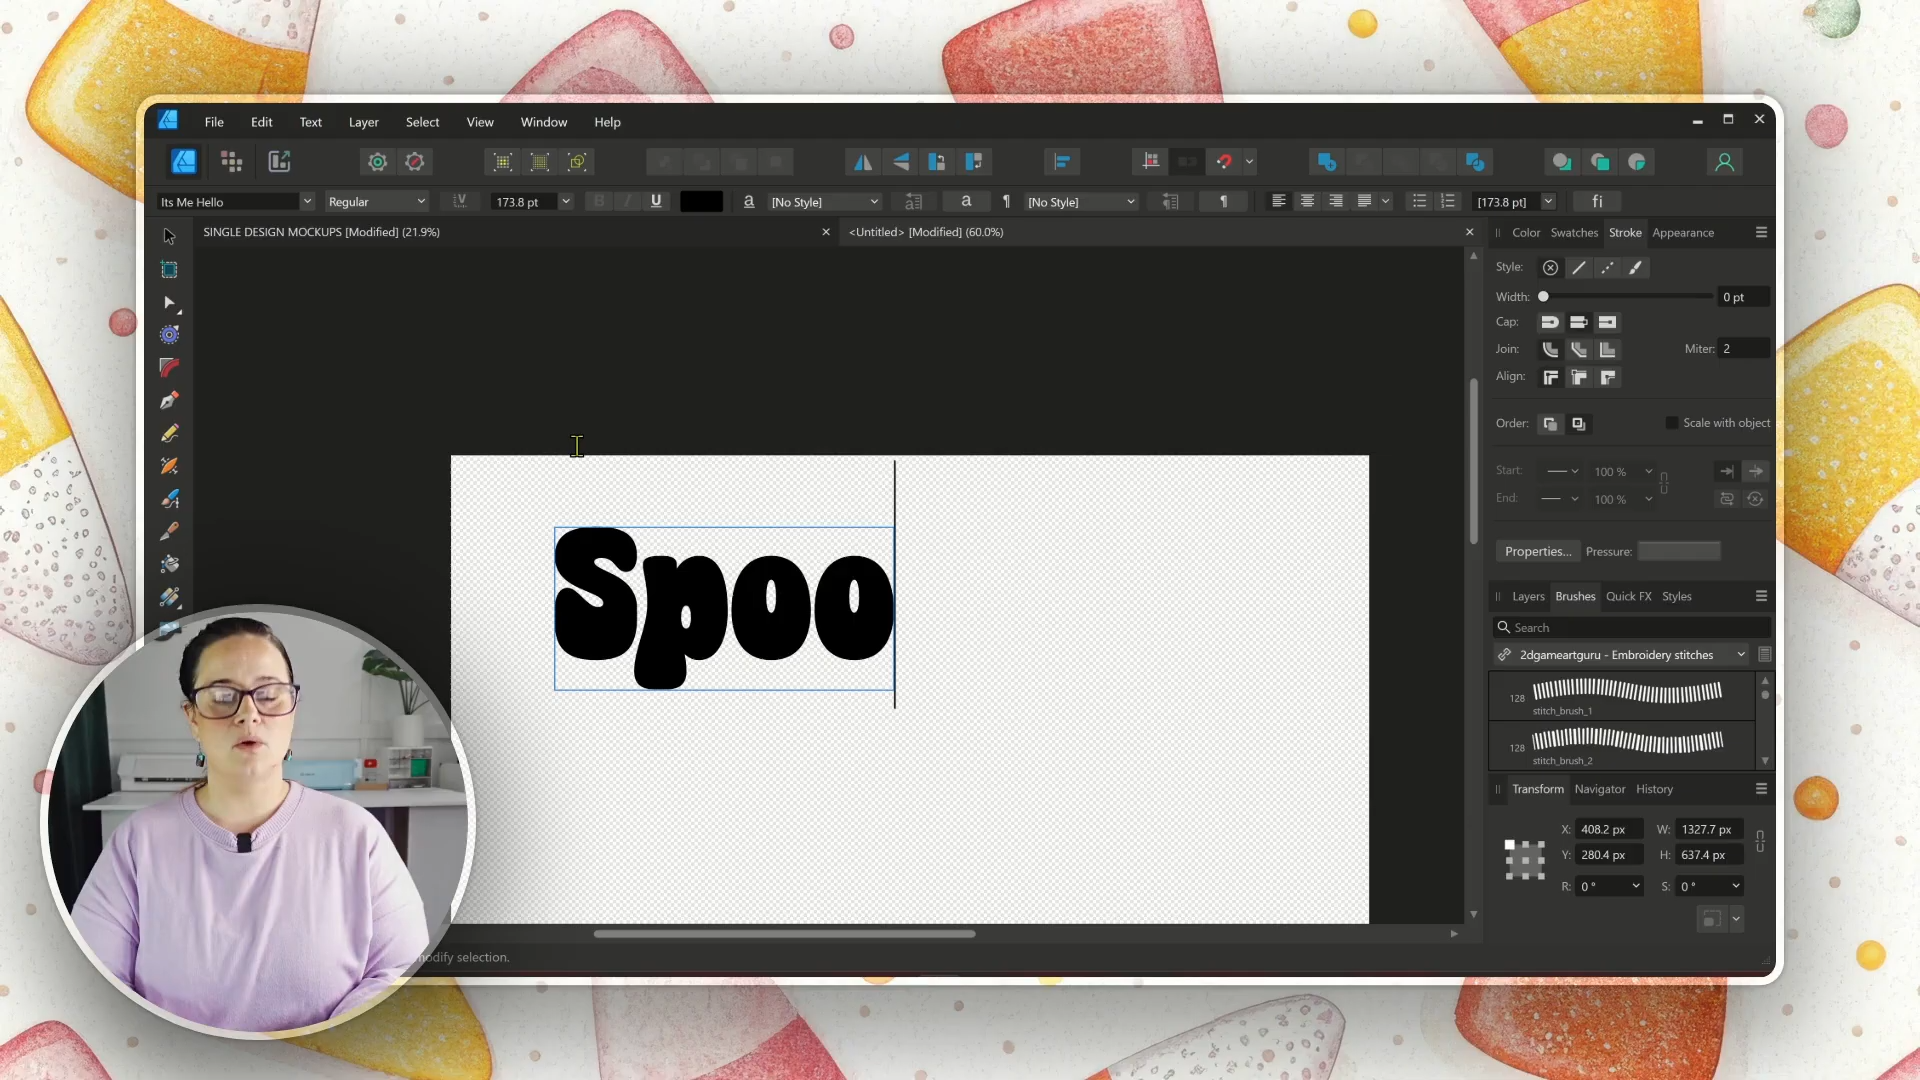 File Edit Text Layer Select View Window Help
Its Me Hello Regular 173.8 pt B I U a [No Style] a ¶ [No Style] ¶ [173.8 pt] fi
SINGLE DESIGN MOCKUPS [Modified] (21.9%)
<Untitled> [Modified] (60.0%)
Color Swatches Stroke Appearance
Style:
Width: 0 pt
Cap:
Join: Miter: 2
Align:
Order: Scale with object
Start: 100 %
End: 100 %
Properties... Pressure:
Layers Brushes Quick FX Styles
Search
2dgameartguru - Embroidery stitches
128
stitch_brush_1
128
stitch_brush_2
Transform Navigator History
X: 408.2 px W: 1327.7 px
Y: 280.4 px H: 637.4 px
R: 0 ° S: 0 °
Spoo
modify selection.